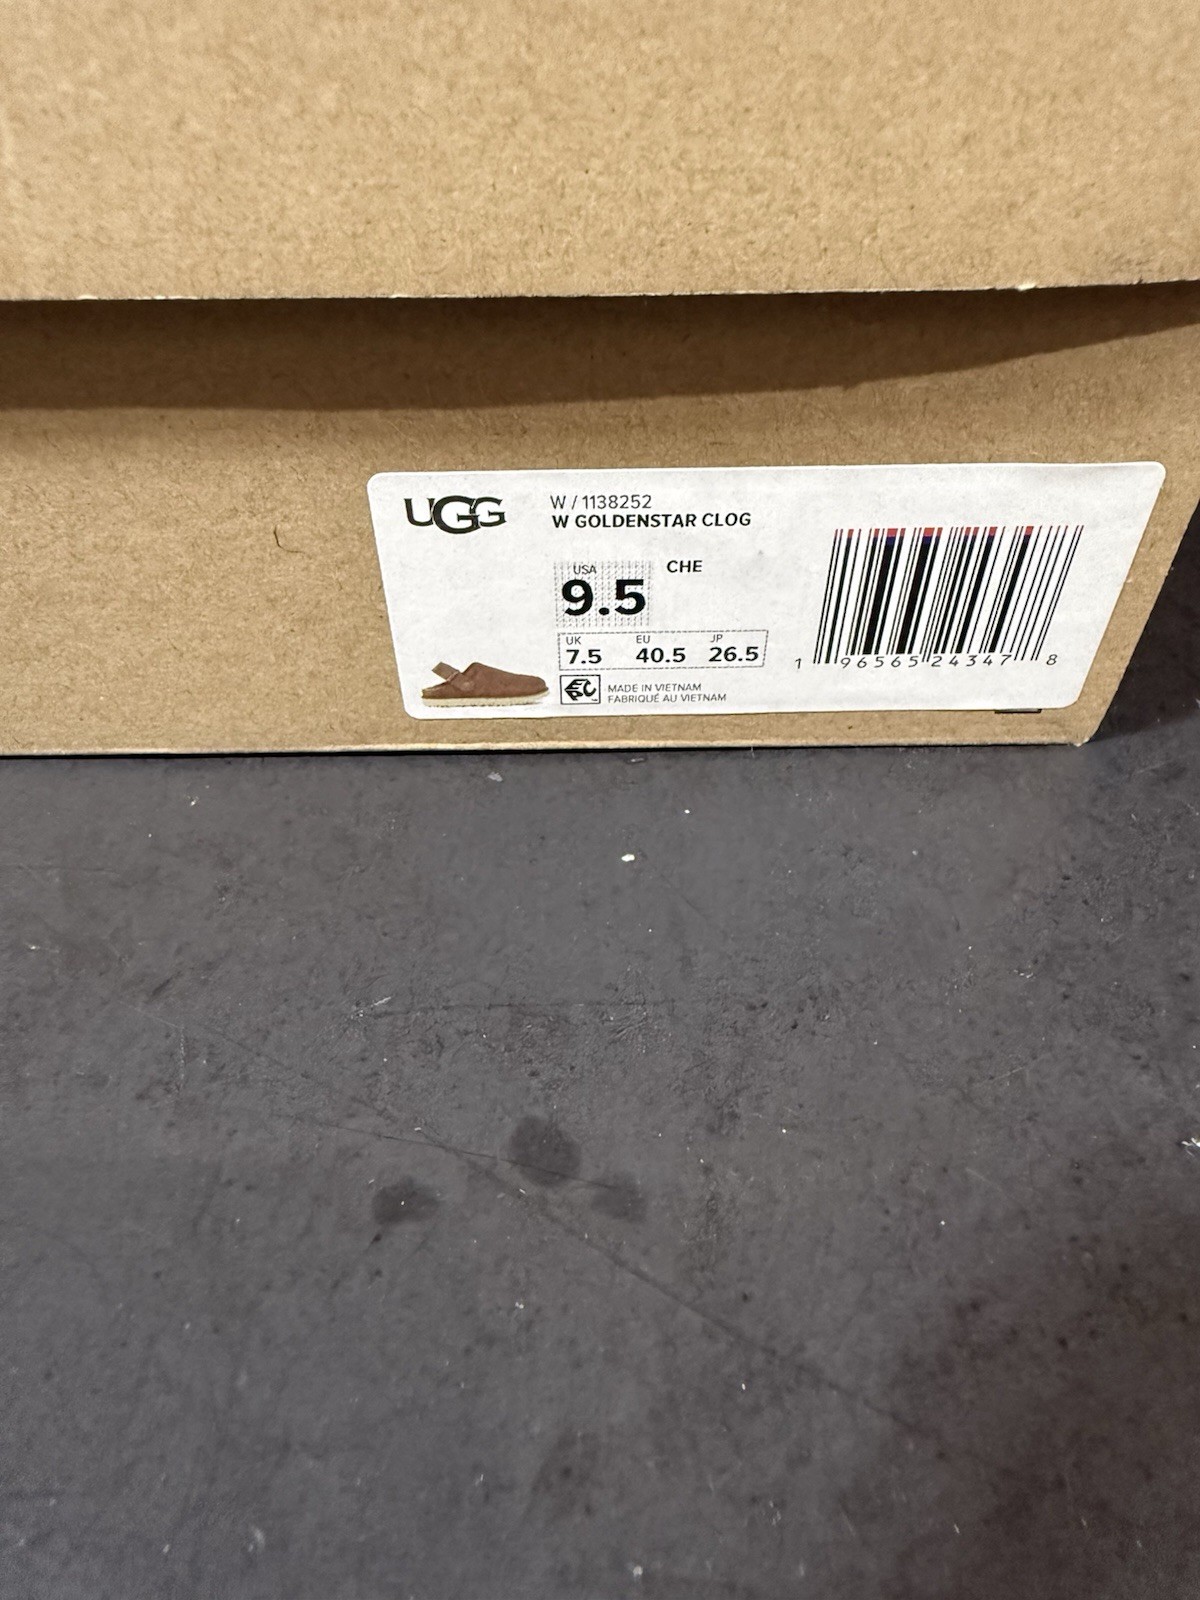 UGG
W / 1138252
W GOLDENSTAR CLOG
USA
9.5
CHE
UK EU JP
7.5 40.5 26.5
MADE IN VIETNAM
FABRIQUÉ AU VIETNAM
1 96565 24347 8